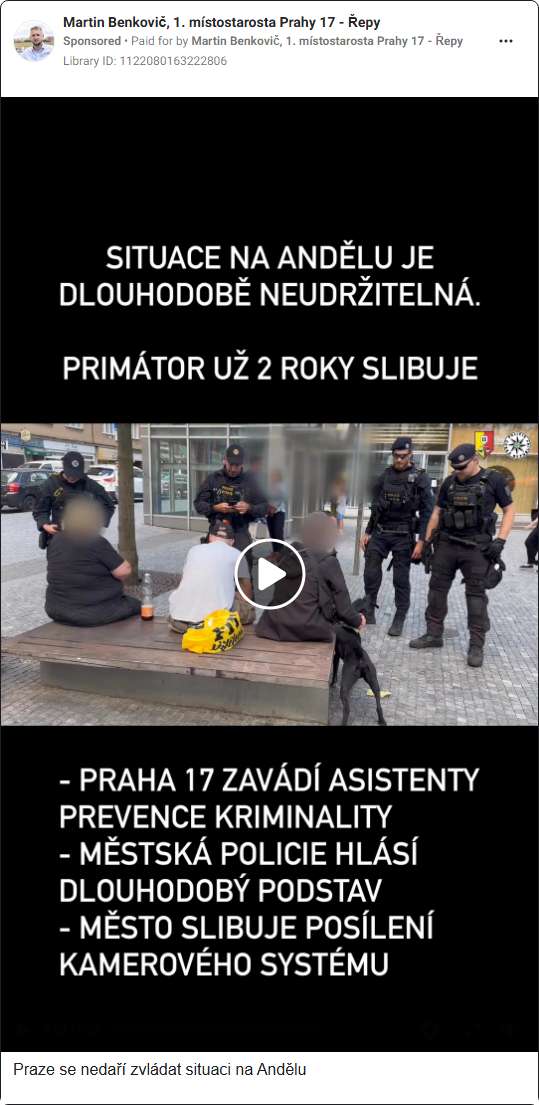 Martin Benkovič, 1. místostarosta Prahy 17 - Řepy
Sponsored • Paid for by Martin Benkovič, 1. místostarosta Prahy 17 - Řepy
Library ID: 1122080163222806
SITUACE NA ANDĚLU JE
DLOUHODOBĚ NEUDRŽITELNÁ.
PRIMÁTOR UŽ 2 ROKY SLIBUJE
- PRAHA 17 ZAVÁDÍ ASISTENTY
PREVENCE KRIMINALITY
- MĚSTSKÁ POLICIE HLÁSÍ
DLOUHODOBÝ PODSTAV
- MĚSTO SLIBUJE POSÍLENÍ
KAMEROVÉHO SYSTÉMU
Praze se nedaří zvládat situaci na Andělu